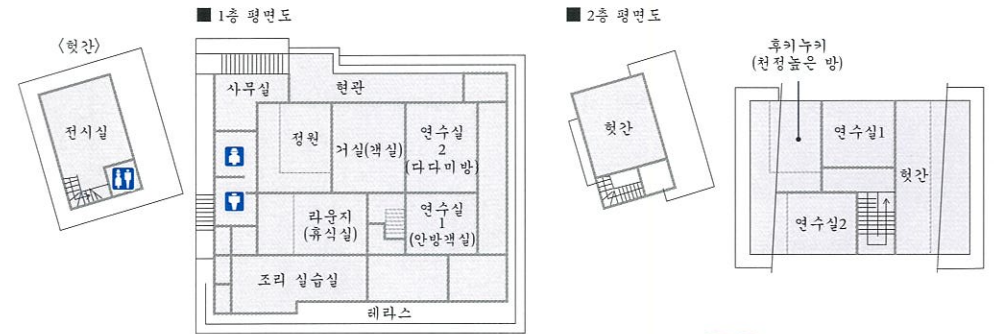 ■ 1층 평면도
■ 2층 평면도
〈헛간〉
전시실
사무실
현관
정원
거실(객실)
연수실
2
(다다미방)
라운지
(휴식실)
연수실
1
(안방객실)
조리 실습실
테라스
헛간
후키누키
(천정높은 방)
연수실1
헛간
연수실2